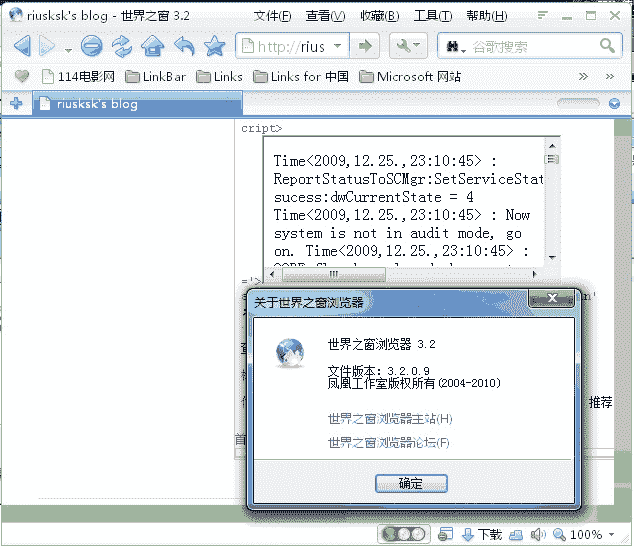 riusksk's blog - 世界之窗 3.2 文件(F) 查看(V) 收藏(B) 工具(T) 帮助(H)
http://rius 谷歌搜索
114电影网 LinkBar Links Links for 中国 Microsoft 网站 » »
riusksk's blog
cript>
Time<2009,12.25.,23:10:45> :
ReportStatusToSCMgr:SetServiceStat
sucess:dwCurrentState = 4
Time<2009,12.25.,23:10:45> : Now
system is not in audit mode, go
on. Time<2009,12.25.,23:10:45> :
='>
关于世界之窗浏览器
世界之窗浏览器 3.2
文件版本: 3.2.0.9
凤凰工作室版权所有(2004-2010)
推荐
世界之窗浏览器主站(H)
世界之窗浏览器论坛(F)
首
确定
下载 100%